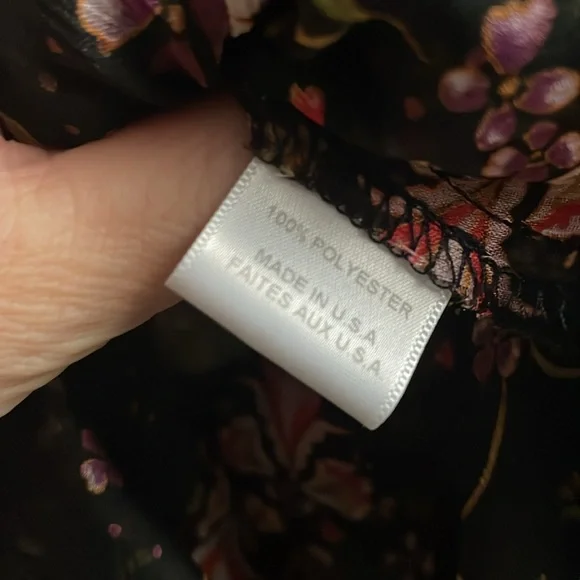 100% POLYESTER
MADE IN U.S.A
FAITES AUX U.S.A